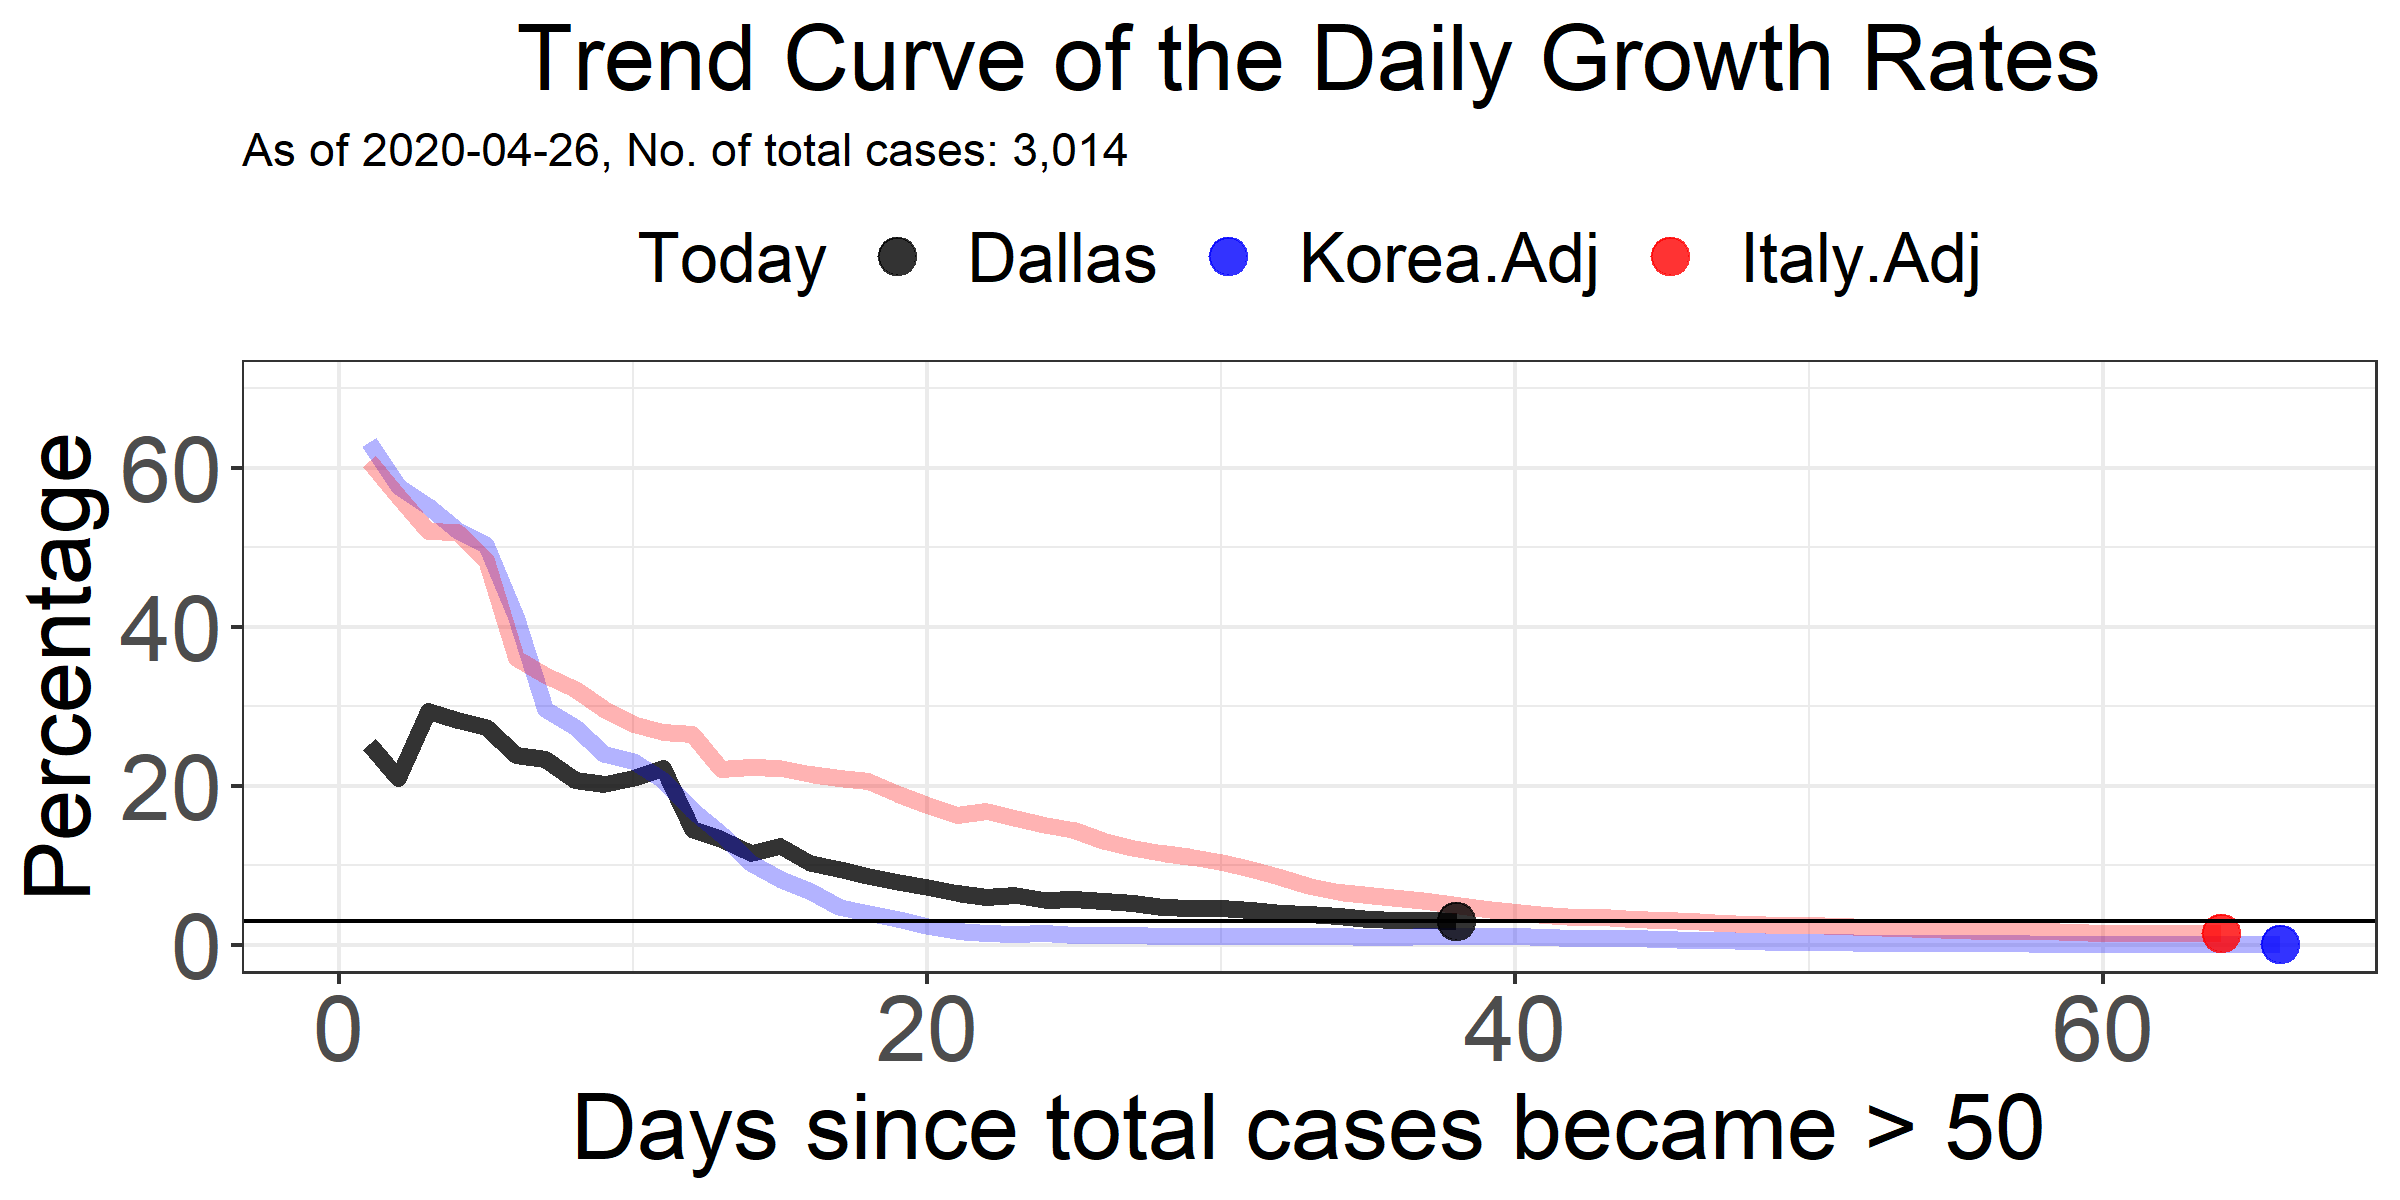 Trend Curve of the Daily Growth Rates
As of 2020-04-26, No. of total cases: 3,014
Today Dallas Korea.Adj Italy.Adj
Percentage
60
40
20
0
0 20 40 60
Days since total cases became > 50